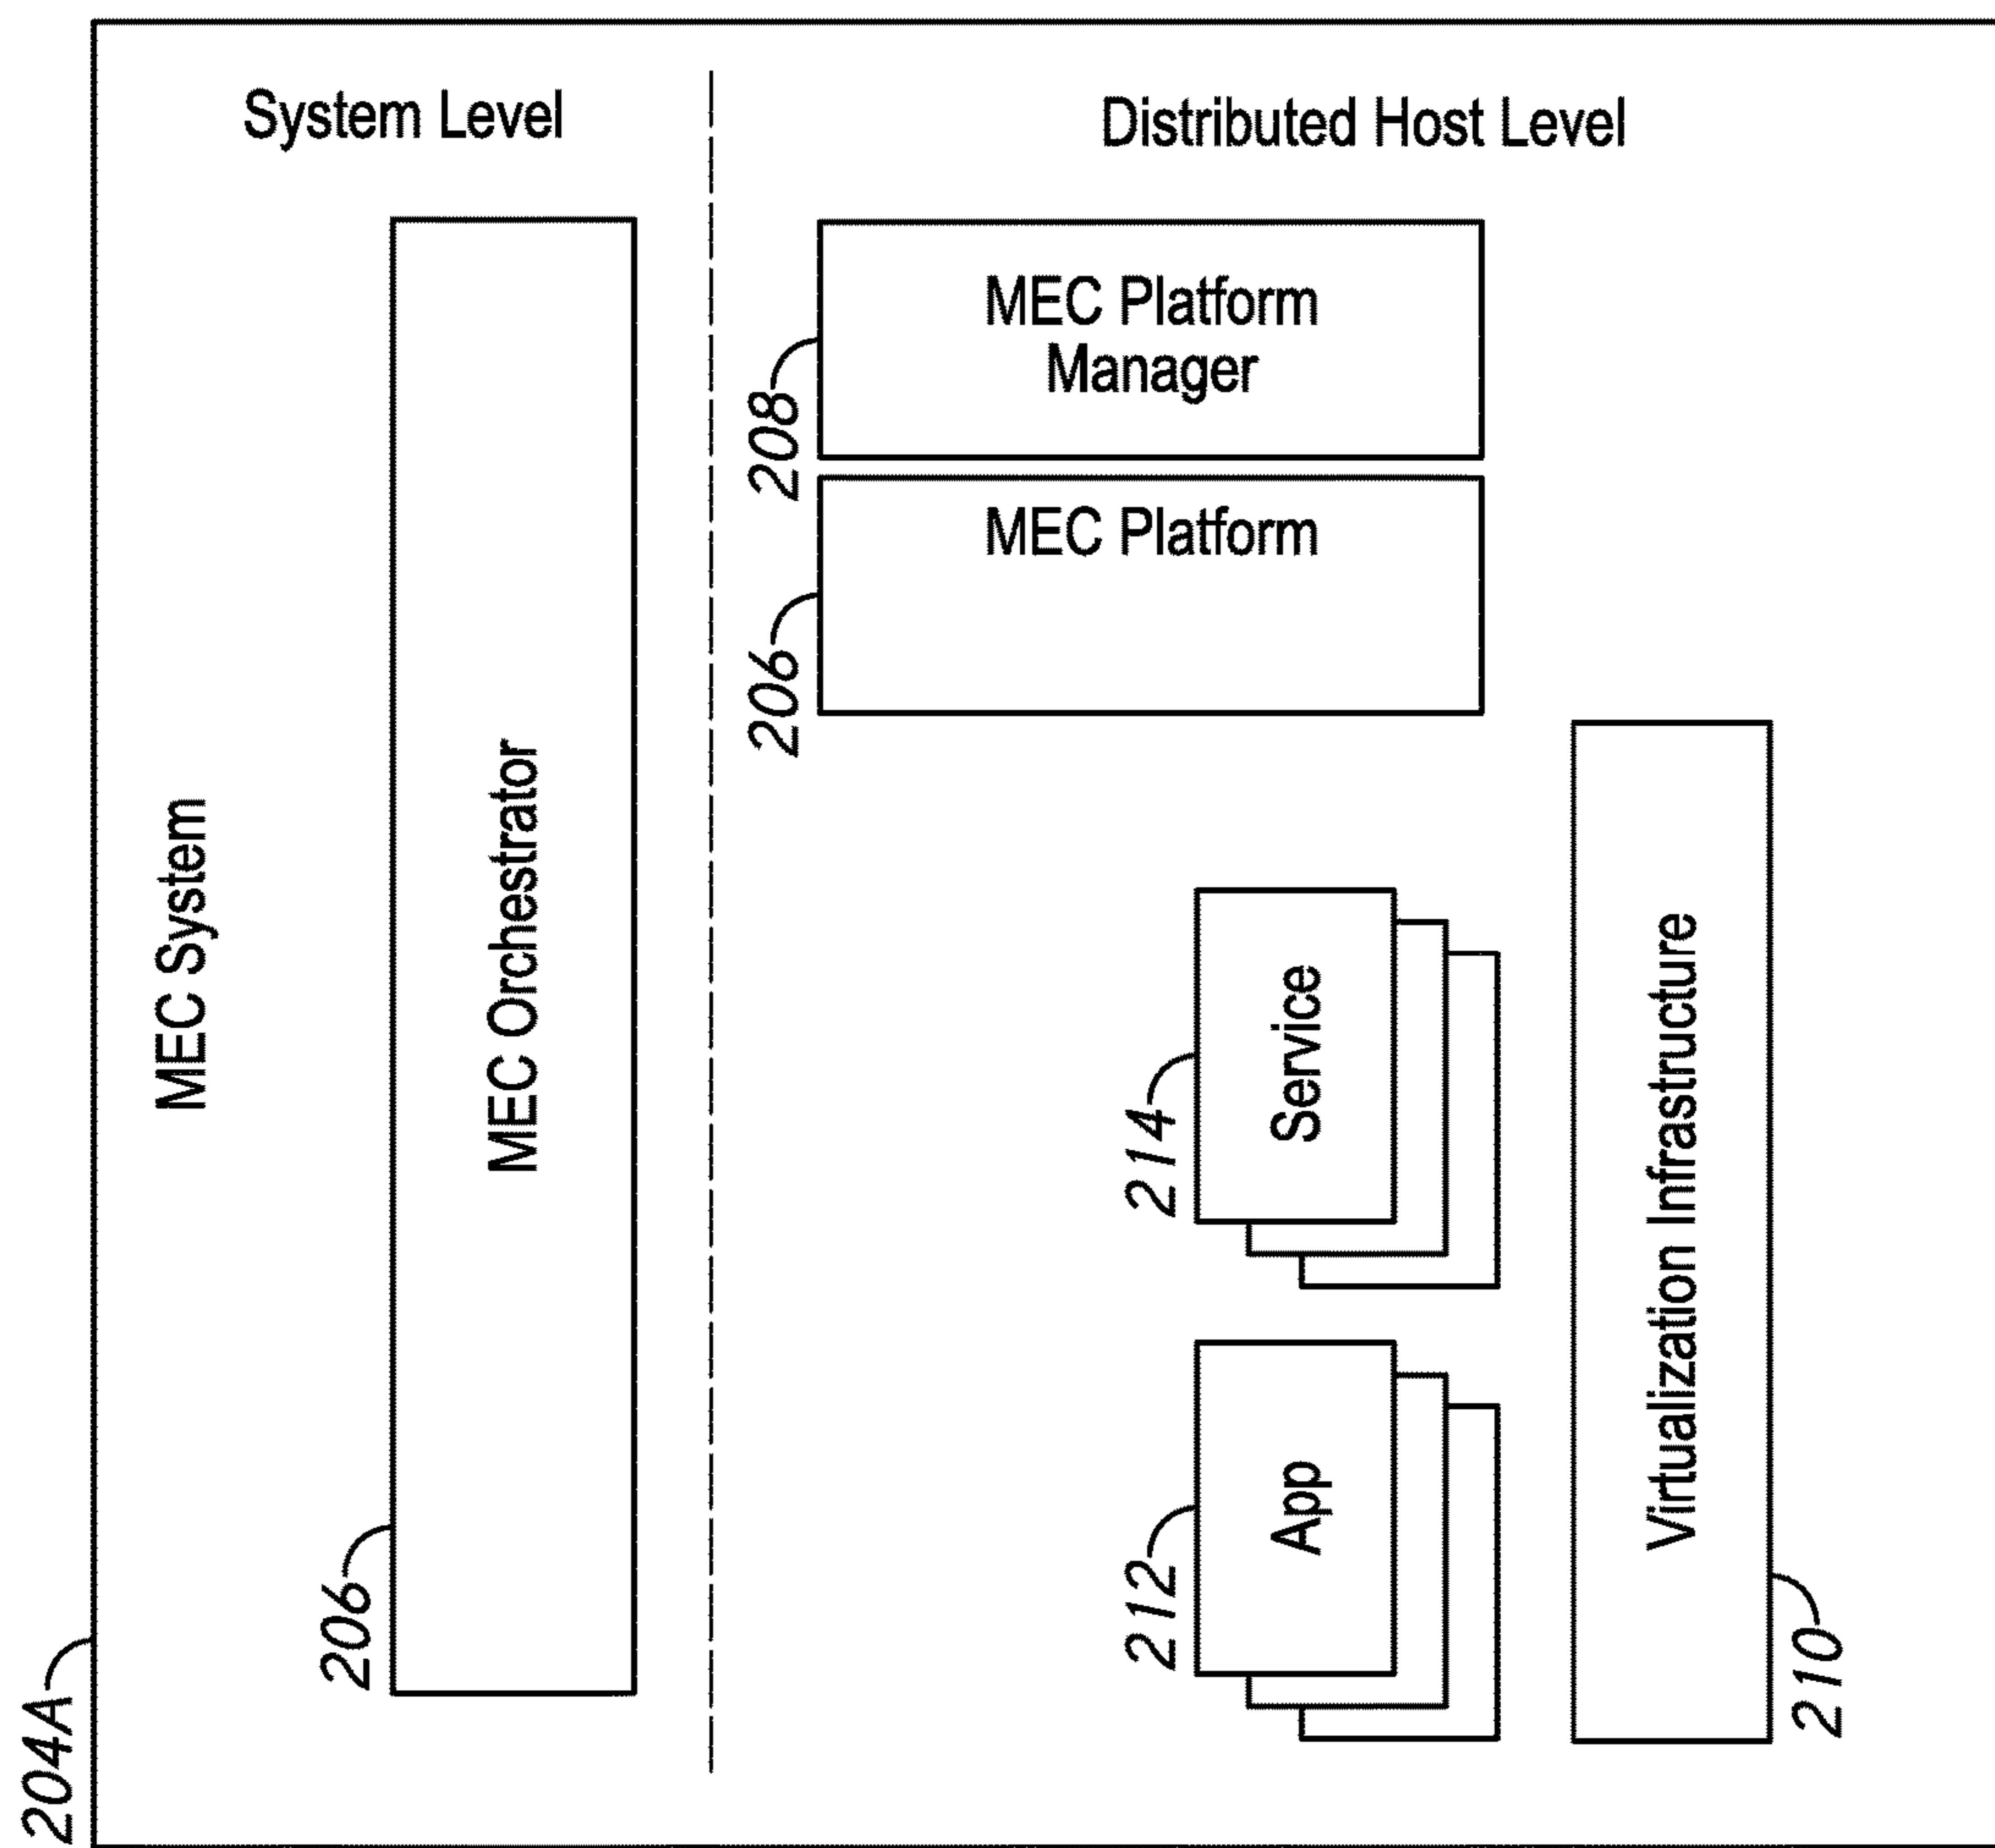 204A
MEC System
System Level
206
MEC Orchestrator
Distributed Host Level
208
MEC Platform
Manager
206
MEC Platform
214
Service
212
App
Virtualization Infrastructure
210